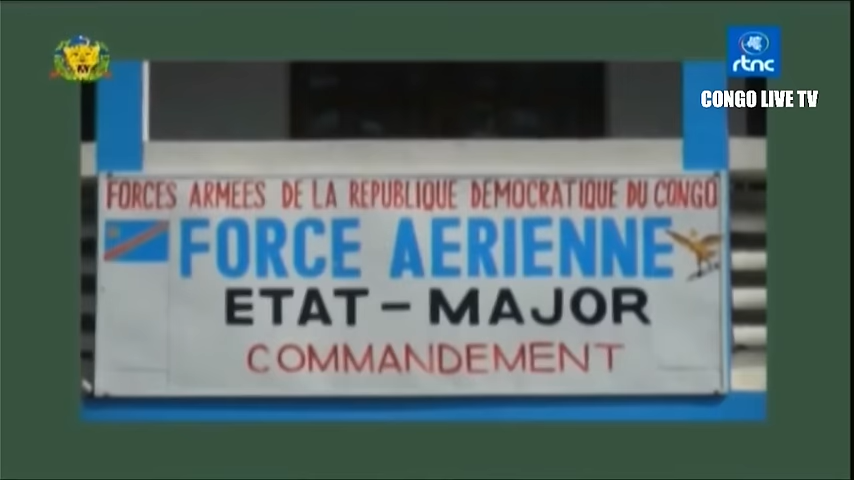 rtnc
CONGO LIVE TV
FORCES ARMEES DE LA REPUBLIQUE DEMOCRATIQUE DU CONGO
FORCE AERIENNE
ETAT - MAJOR
COMMANDEMENT